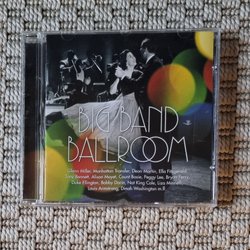 BIG BAND
BALLROOM
Glenn Miller, Manhattan Transfer, Dean Martin, Ella Fitzgerald,
Tony Bennett, Alison Moyet, Count Basie, Peggy Lee, Bryan Ferry,
Duke Ellington, Bobby Darin, Nat King Cole, Liza Minnelli,
Louis Armstrong, Dinah Washington m.fl.